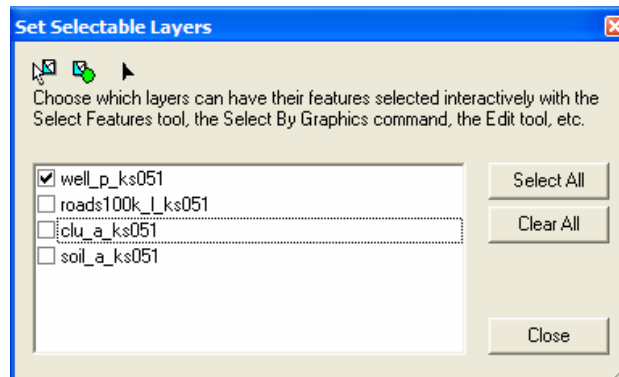 Set Selectable Layers
Choose which layers can have their features selected interactively with the
Select Features tool, the Select By Graphics command, the Edit tool, etc.
well_p_ks051
roads100k_l_ks051
clu_a_ks051
soil_a_ks051
Select All
Clear All
Close